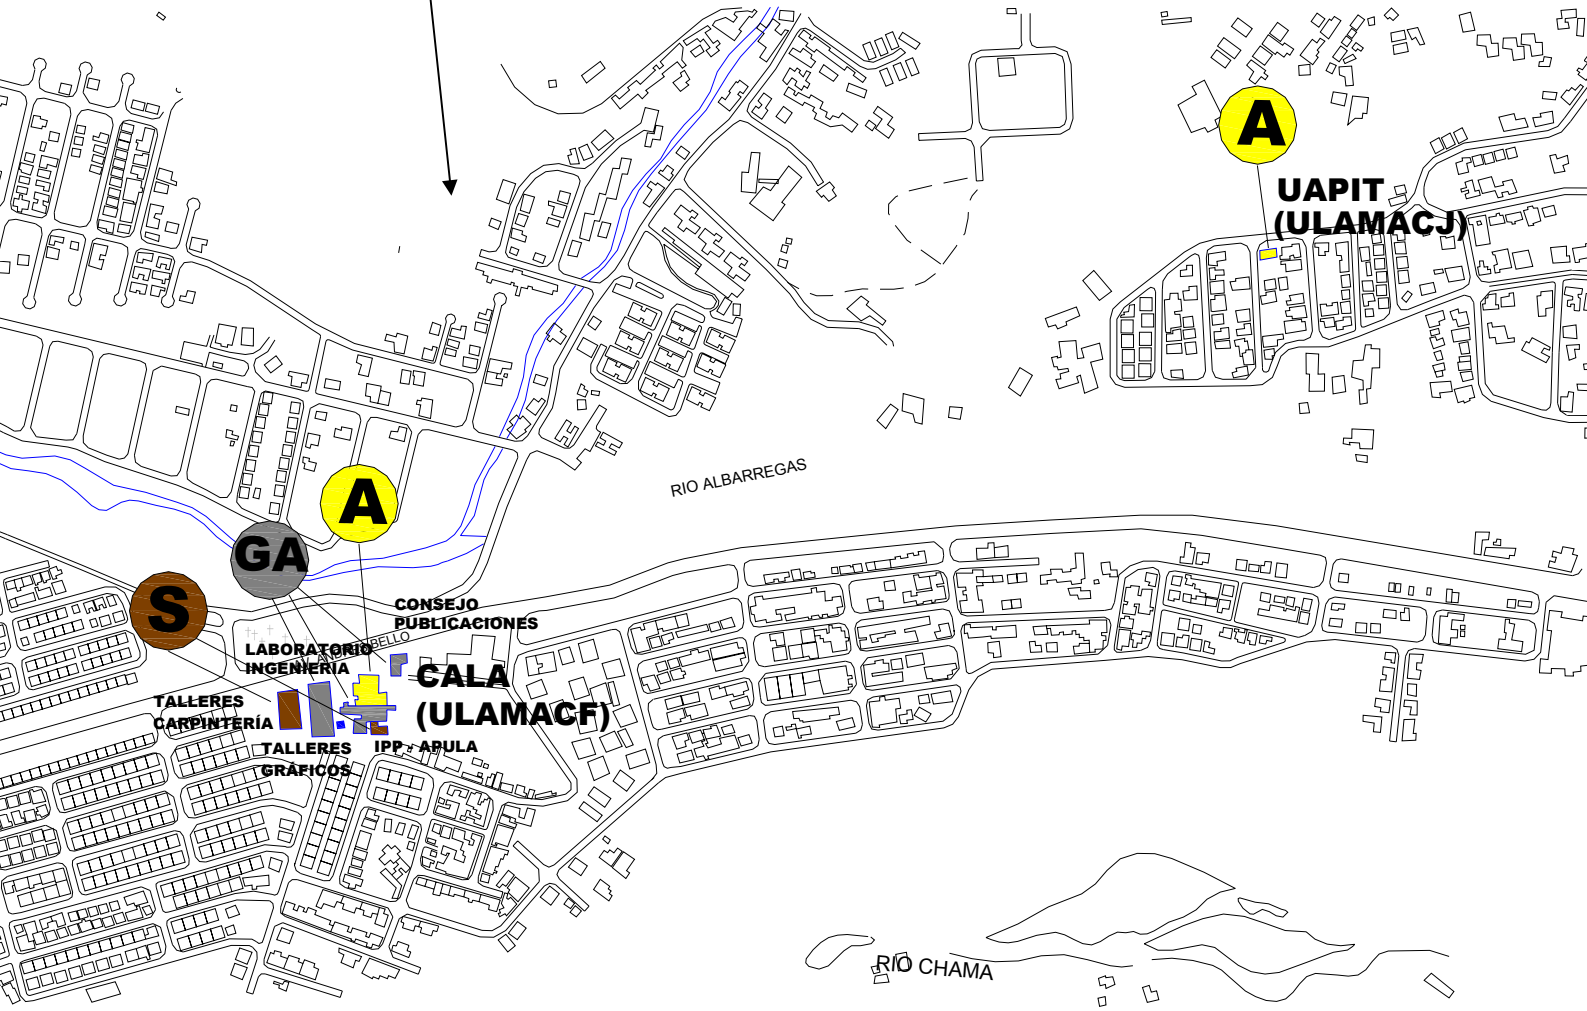 A
UAPIT
(ULAMACJ)
RIO ALBARREGAS
A
GA
S
CONSEJO
PUBLICACIONES
BELLO
LABORATORIO
INGENIERIA
CALA
(ULAMACF)
TALLERES
CARPINTERÍA
TALLERES
GRÁFICOS
IPP - APULA
RIO CHAMA